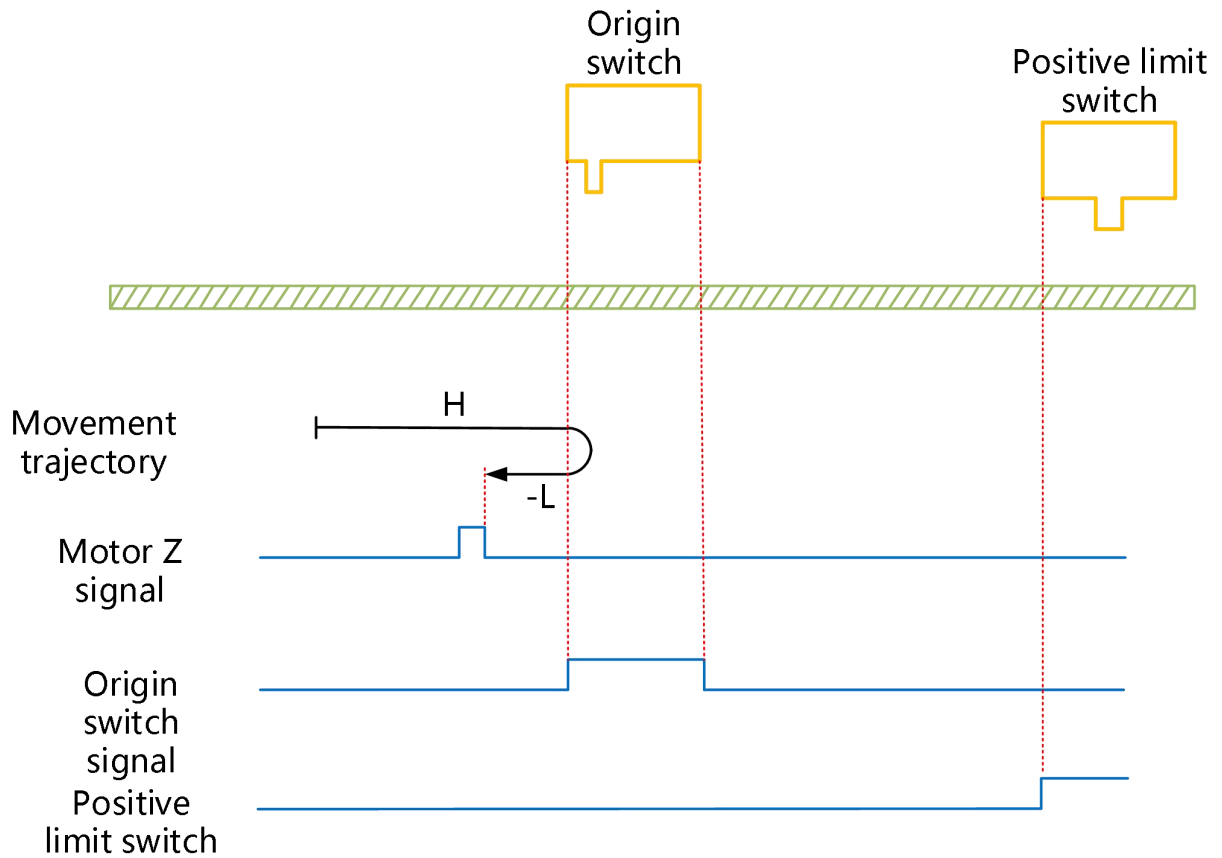 Origin
switch
Positive limit
switch
H
Movement
trajectory
-L
Motor Z
signal
Origin
switch
signal
Positive
limit switch